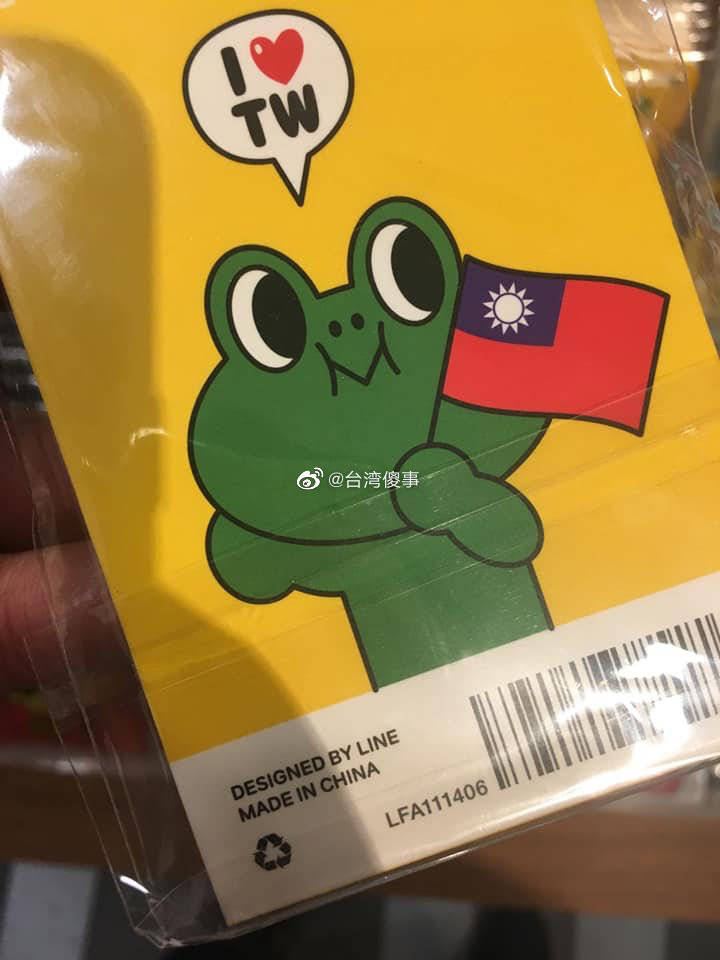 I ❤
TW
@台湾傻事
DESIGNED BY LINE
MADE IN CHINA
LFA111406